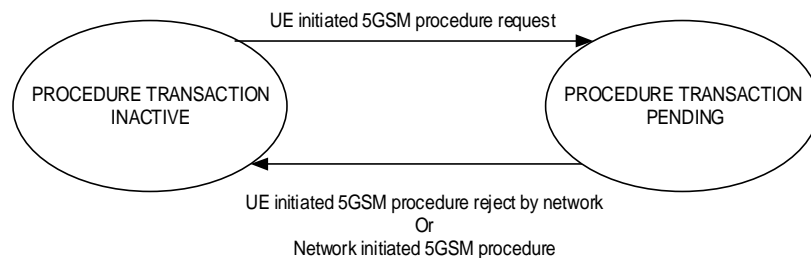 UE initiated 5GSM procedure request
PROCEDURE TRANSACTION
INACTIVE
PROCEDURE TRANSACTION
PENDING
UE initiated 5GSM procedure reject by network
Or
Network initiated 5GSM procedure